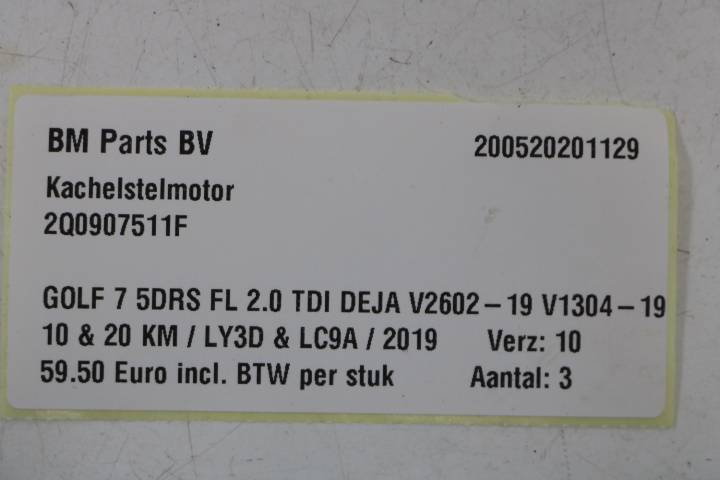 BM Parts BV 200520201129
Kachelstelmotor
2Q0907511F
GOLF 7 5DRS FL 2.0 TDI DEJA V2602-19 V1304-19
10 & 20 KM / LY3D & LC9A / 2019 Verz: 10
59.50 Euro incl. BTW per stuk Aantal: 3